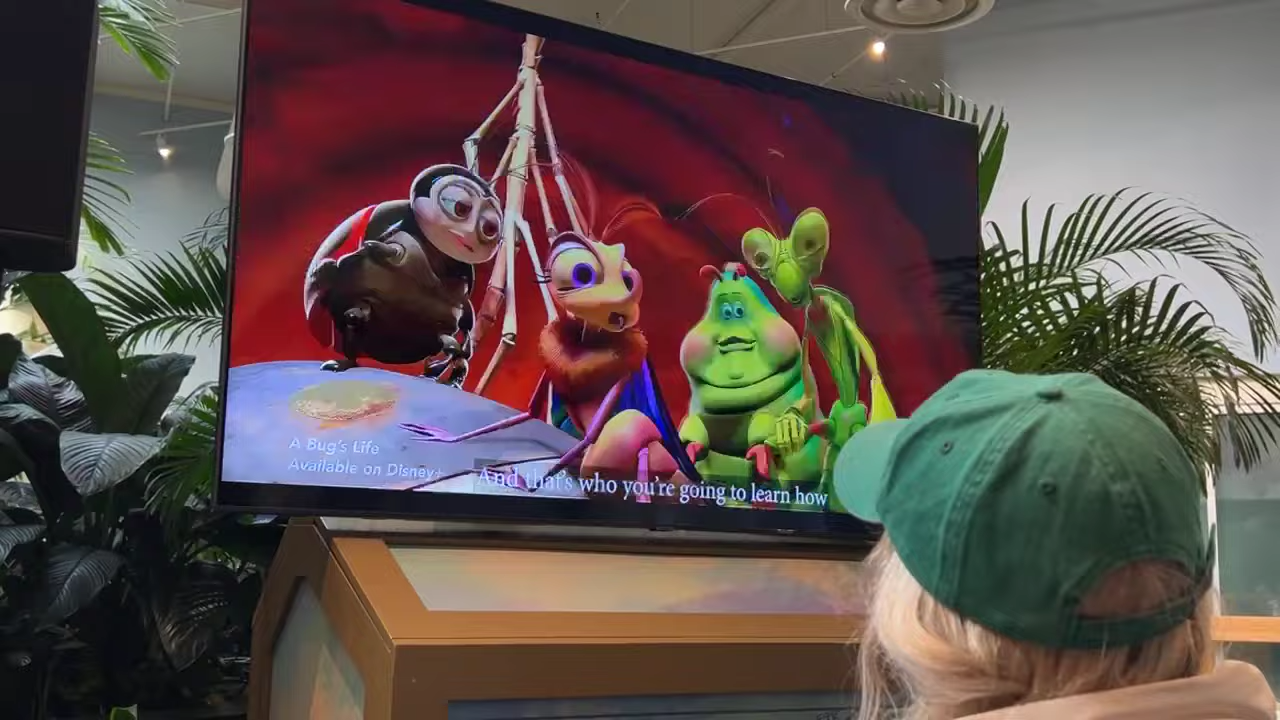 A Bug's Life
Available on Disney+
And that's who you're going to learn how